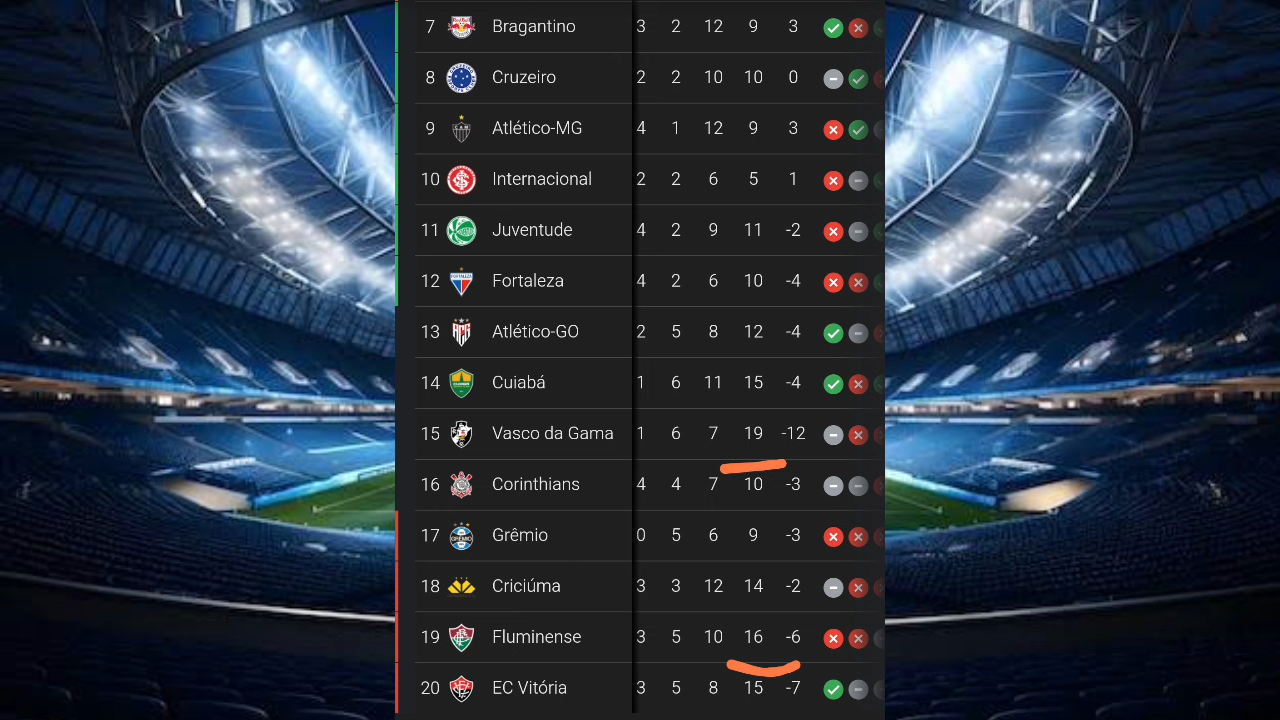 7 Bragantino 3 2 12 9 3
8 Cruzeiro 2 2 10 10 0
9 Atlético-MG 4 1 12 9 3
10 Internacional 2 2 6 5 1
11 Juventude 4 2 9 11 -2
12 Fortaleza 4 2 6 10 -4
13 Atlético-GO 2 5 8 12 -4
14 Cuiabá 1 6 11 15 -4
15 Vasco da Gama 1 6 7 19 -12
16 Corinthians 4 4 7 10 -3
17 Grêmio 0 5 6 9 -3
18 Criciúma 3 3 12 14 -2
19 Fluminense 3 5 10 16 -6
20 EC Vitória 3 5 8 15 -7